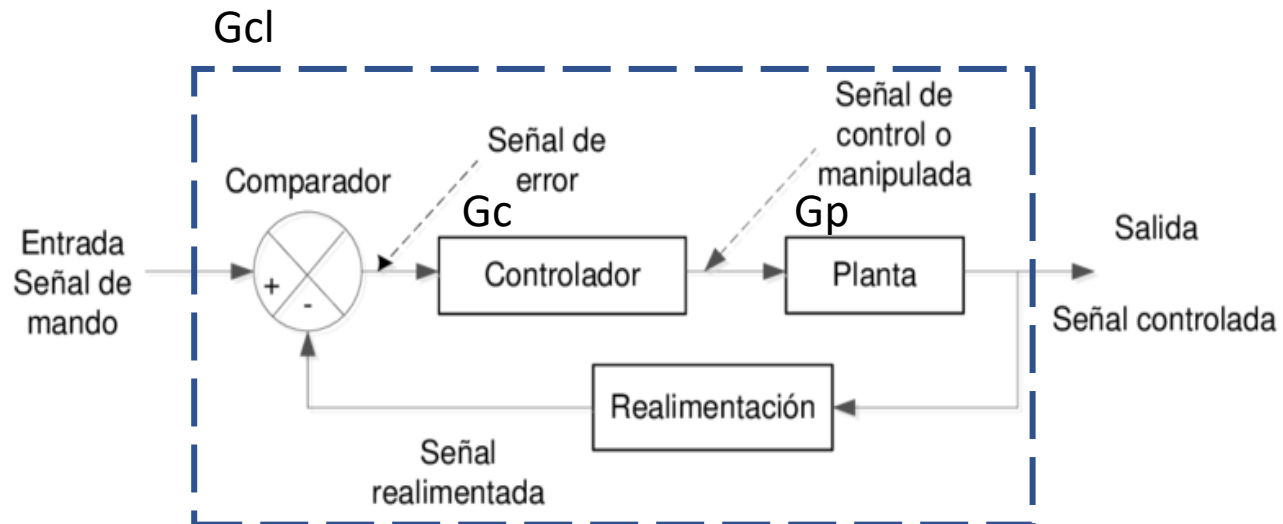 Gcl
Señal de
control o
manipulada
Señal de
error
Comparador
Gc
Gp
Entrada
Señal de
mando
+
-
Controlador
Planta
Salida
Señal controlada
Realimentación
Señal
realimentada